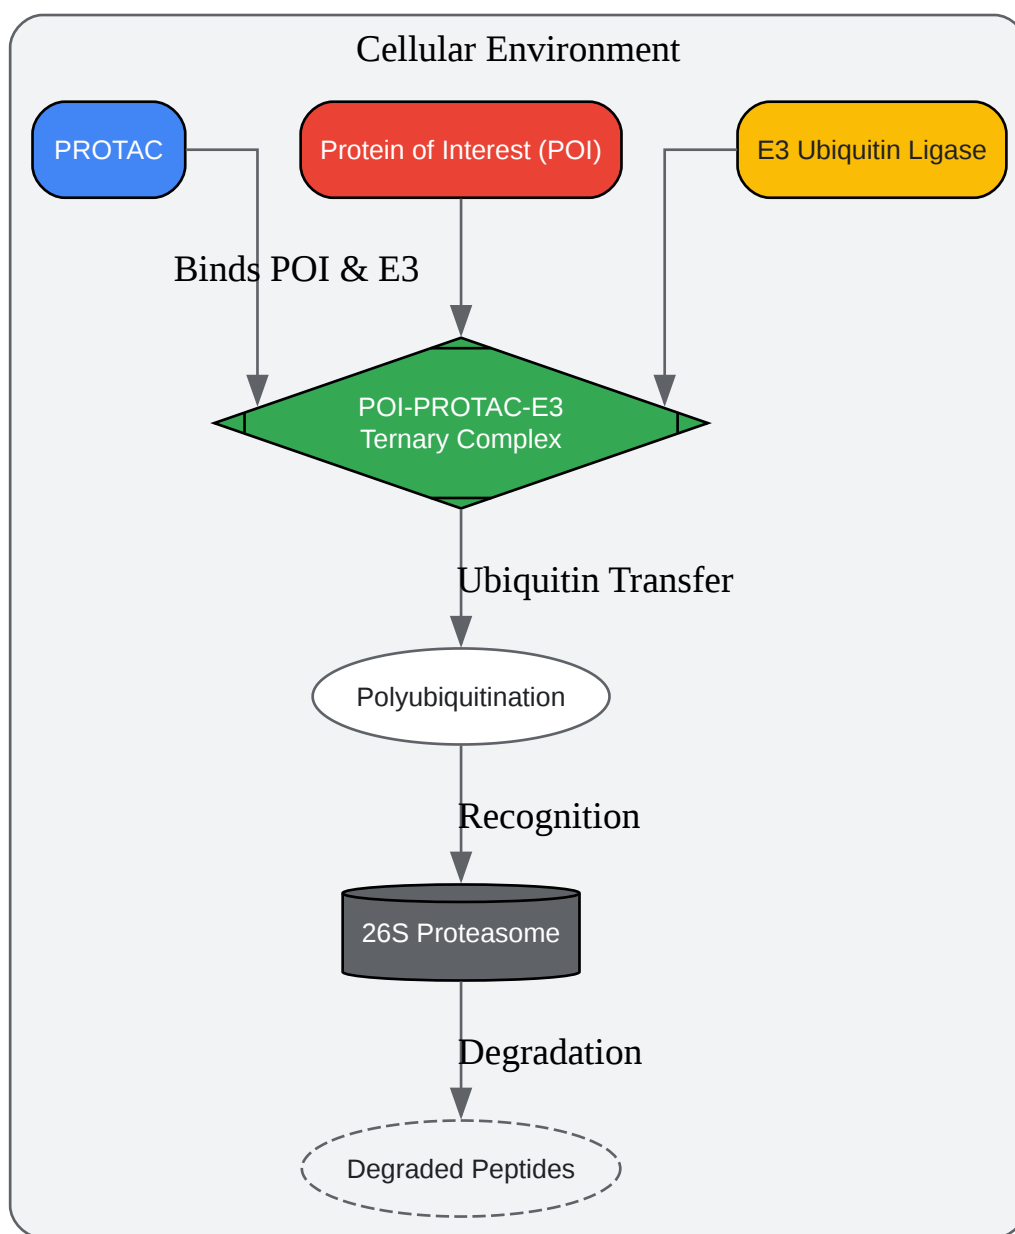 Cellular Environment
PROTAC
Protein of Interest (POI)
E3 Ubiquitin Ligase
Binds POI & E3
POI-PROTAC-E3
Ternary Complex
Ubiquitin Transfer
Polyubiquitination
Recognition
26S Proteasome
Degradation
Degraded Peptides